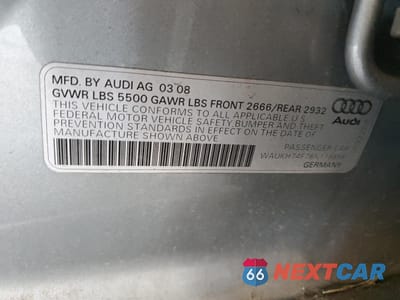 MFD. BY AUDI AG 03 08
GVWR LBS 5500 GAWR LBS FRONT 2666/REAR 2932
THIS VEHICLE CONFORMS TO ALL APPLICABLE U S
FEDERAL MOTOR VEHICLE SAFETY,BUMPER AND THEFT
PREVENTION STANDARDS IN EFFECT ON THE DATE OF
MANUFACTURE SHOWN ABOVE
Audi
PASSENGER CAR
GERMANY
66 NEXTCAR